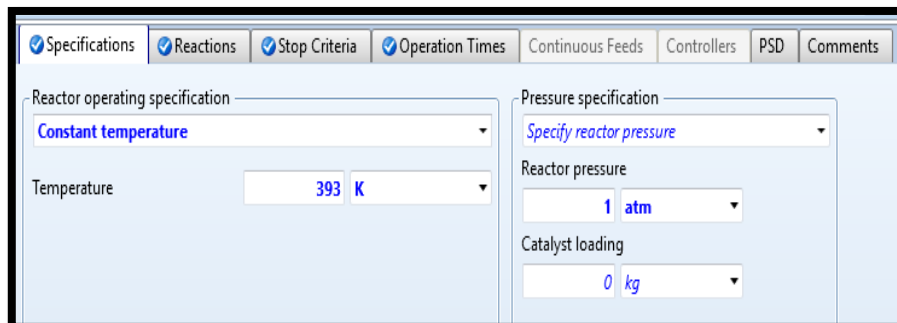 Specifications Reactions Stop Criteria Operation Times Continuous Feeds Controllers PSD Comments
Reactor operating specification
Constant temperature
Temperature 393 K
Pressure specification
Specify reactor pressure
Reactor pressure
1 atm
Catalyst loading
0 kg